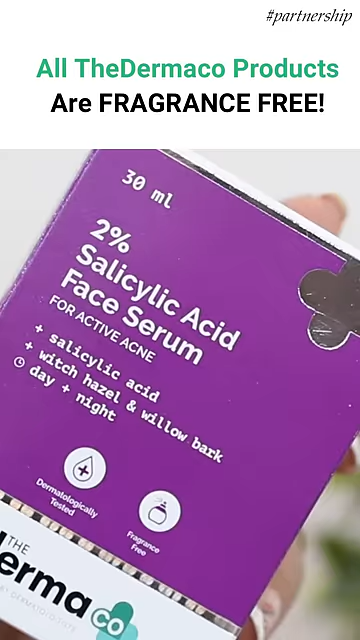 #partnership
All TheDermaco Products
Are FRAGRANCE FREE!
30 ml
2%
Salicylic Acid
Face Serum
FOR ACTIVE ACNE
+ salicylic acid
+ witch hazel & willow bark
day + night
Dermatologically
Tested
Fragrance
Free
THE
derma
co